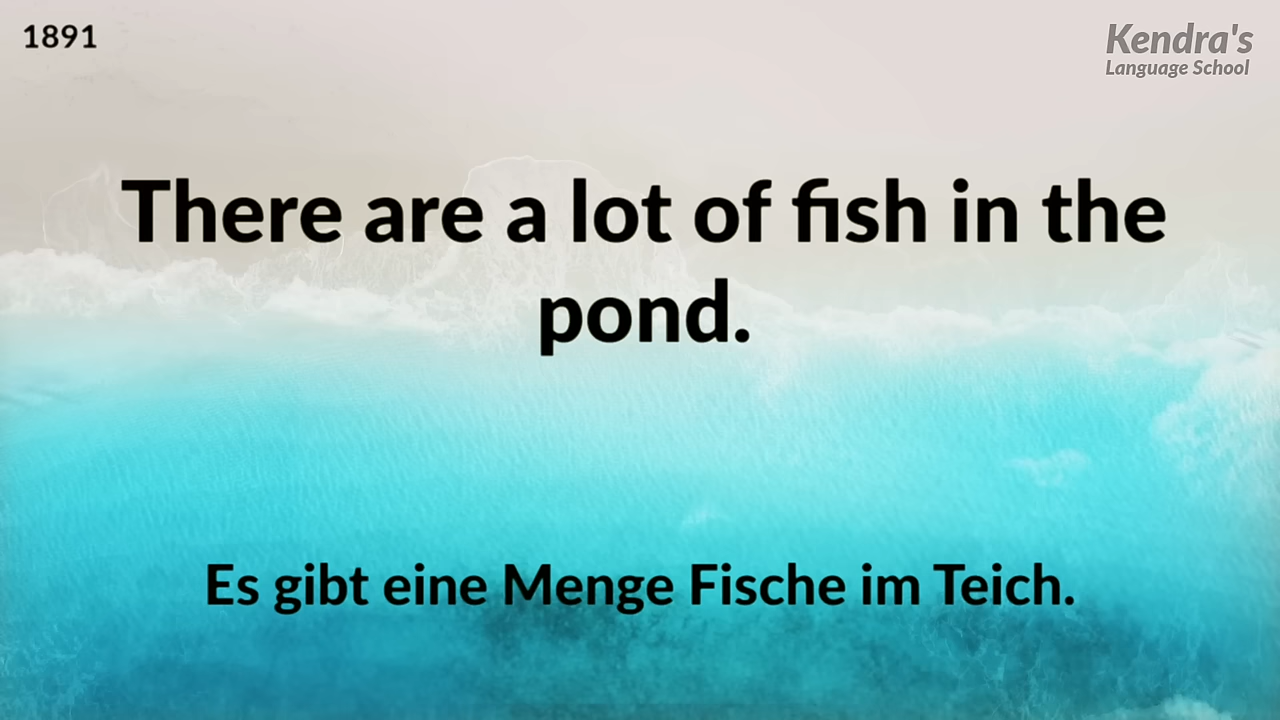 1891
Kendra's
Language School
There are a lot of fish in the
pond.
Es gibt eine Menge Fische im Teich.